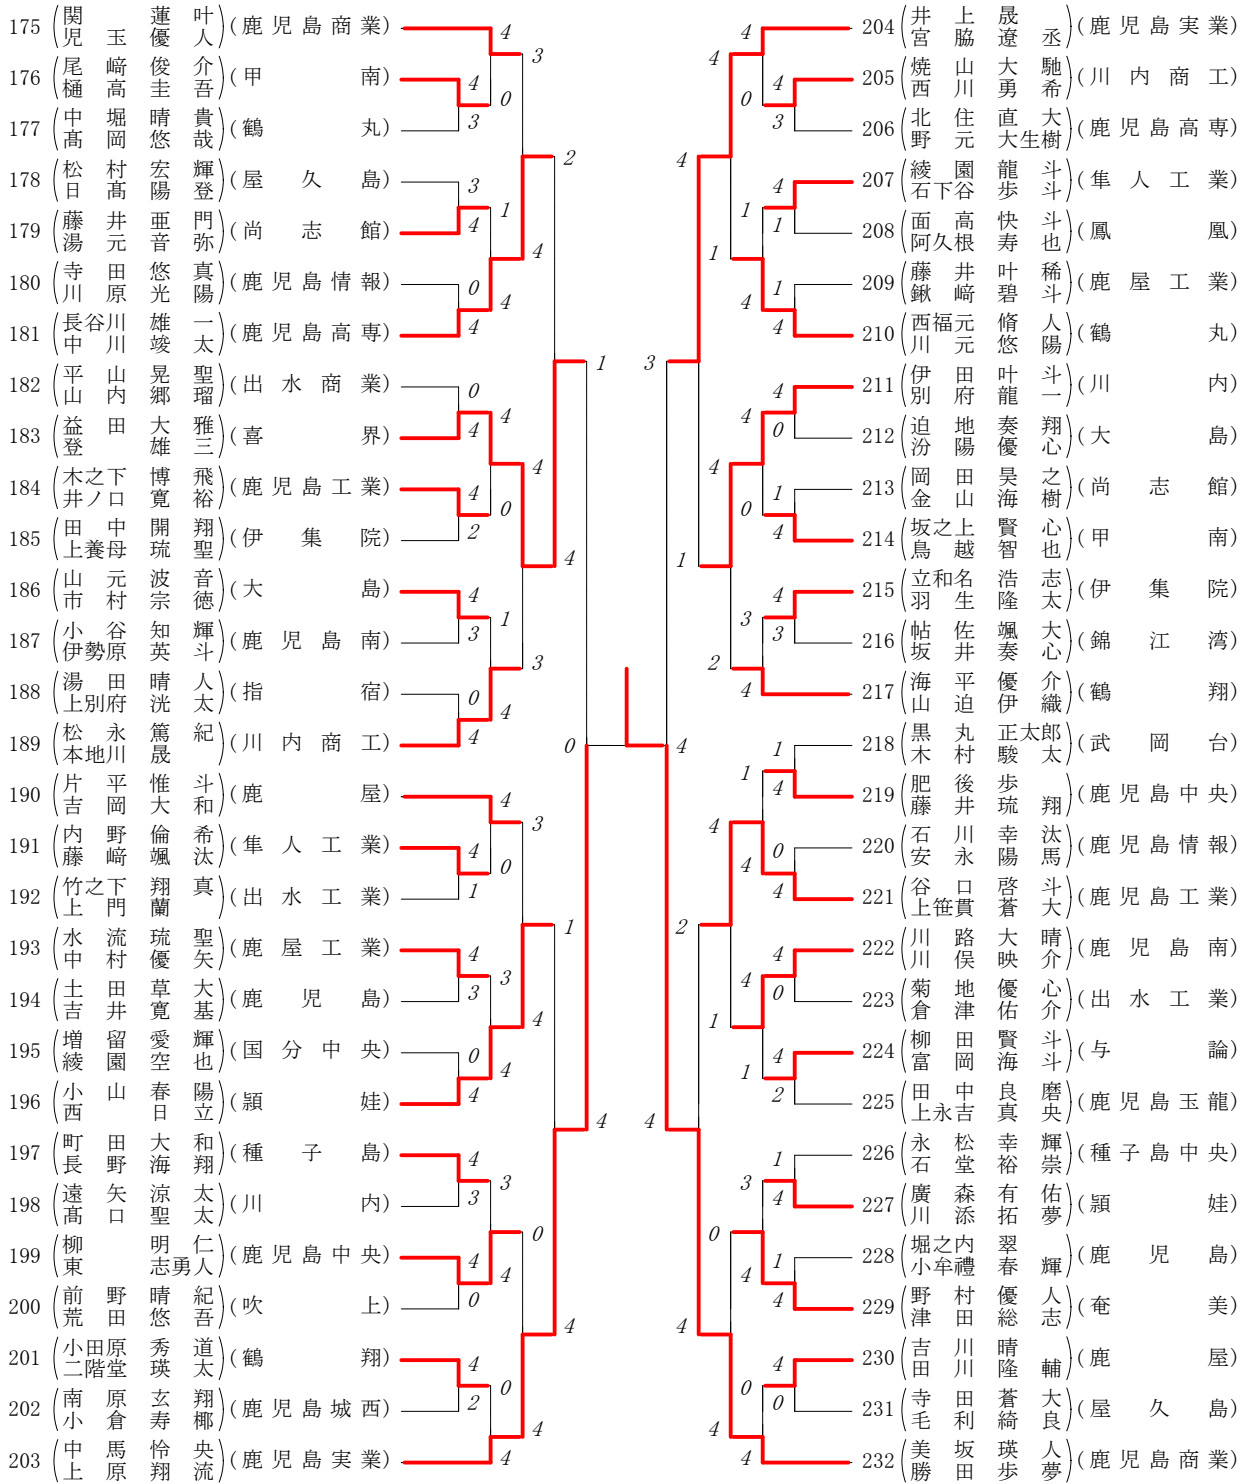 175 (関 蓮叶 児玉優人) (鹿児島商業)
176 (尾﨑俊介 樋高圭吾) (甲南)
177 (中堀晴貴 髙岡悠哉) (鶴丸)
178 (松村宏輝 日髙陽登) (屋久島)
179 (藤井亜門 湯元音弥) (尚志館)
180 (寺田悠真 川原光陽) (鹿児島情報)
181 (長谷川雄一 中川竣太) (鹿児島高専)
182 (平山晃聖 山内郷瑠) (出水商業)
183 (益田大雅 登雄三) (喜界)
184 (木之下博飛 井ノ口寛裕) (鹿児島工業)
185 (田中開翔 上養母琉聖) (伊集院)
186 (山元波音 市村宗徳) (大島)
187 (小谷知輝 伊勢原英斗) (鹿児島南)
188 (湯田晴人 上別府洸太) (指宿)
189 (松永篤紀 本地川晟) (川内商工)
190 (片平惟斗 吉岡大和) (鹿屋)
191 (内野倫希 藤﨑颯汰) (隼人工業)
192 (竹之下翔真 上門蘭) (出水工業)
193 (水流琉聖 中村優矢) (鹿屋工業)
194 (土田草大 吉井寛基) (鹿児島)
195 (増留愛輝 綾園空也) (国分中央)
196 (小山春陽 西日立) (頴娃)
197 (町田大和 長野海翔) (種子島)
198 (遠矢涼太 髙口聖太) (川内)
199 (柳明仁 東志勇人) (鹿児島中央)
200 (前野晴紀 荒田悠吾) (吹上)
201 (小田原秀道 二階堂瑛太) (鶴翔)
202 (南原玄翔 小倉寿椰) (鹿児島城西)
203 (中馬怜央 上原翔流) (鹿児島実業)
204 (井上晟 宮脇遼丞) (鹿児島実業)
205 (焼山大馳 西川勇希) (川内商工)
206 (北住直大 野元大生樹) (鹿児島高専)
207 (綾園龍斗 石下谷歩斗) (隼人工業)
208 (面高快斗 阿久根寿也) (鳳凰)
209 (藤井叶稀 鍬﨑碧斗) (鹿屋工業)
210 (西福元脩人 川元悠陽) (鶴丸)
211 (伊田叶斗 別府龍一) (川内)
212 (迫地奏翔 汾陽優心) (大島)
213 (岡田昊之 金山海樹) (尚志館)
214 (坂之上賢心 鳥越智也) (甲南)
215 (立和名浩志 羽生隆太) (伊集院)
216 (帖佐颯大 坂井奏心) (錦江湾)
217 (海平優介 山迫伊織) (鶴翔)
218 (黒丸正太郎 木村駿太) (武岡台)
219 (肥後歩 藤井琉翔) (鹿児島中央)
220 (石川幸汰 安永陽馬) (鹿児島情報)
221 (谷口啓斗 上笹貫蒼大) (鹿児島工業)
222 (川路大晴 川俣映介) (鹿児島南)
223 (菊地優心 倉津佑介) (出水工業)
224 (柳田賢斗 富岡海斗) (与論)
225 (田中良磨 上永吉真央) (鹿児島玉龍)
226 (永松幸輝 石堂裕崇) (種子島中央)
227 (廣森有佑 川添拓夢) (頴娃)
228 (堀之内翠 小牟禮春輝) (鹿児島)
229 (野村優人 津田総志) (奄美)
230 (吉川晴 田川隆輔) (鹿屋)
231 (寺田蒼大 毛利綺良) (屋久島)
232 (美坂瑛人 勝田歩夢) (鹿児島商業)